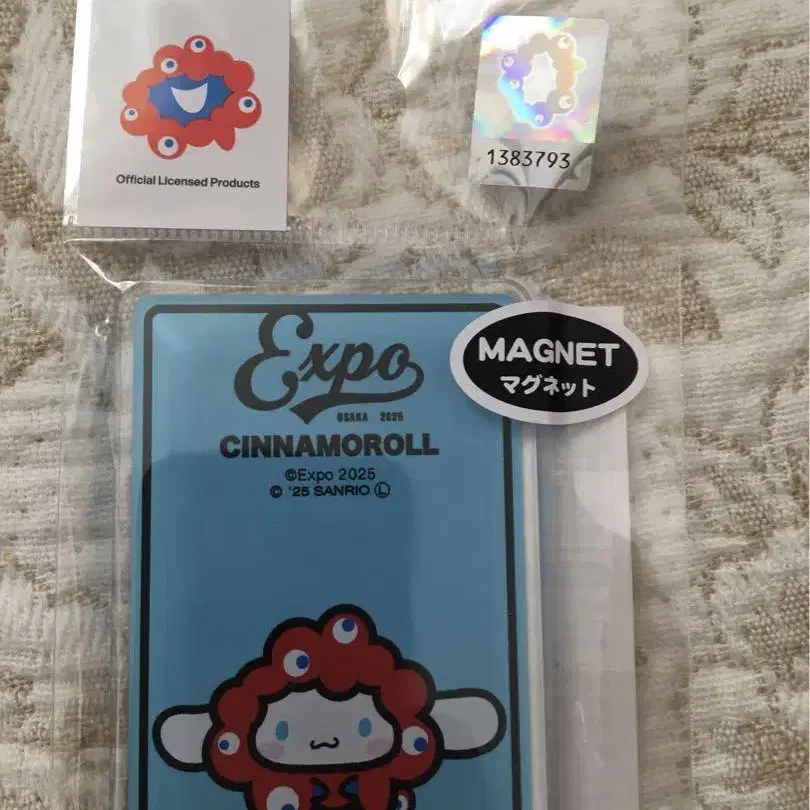 Official Licensed Products
1383793
Expo
OSAKA 2025
CINNAMOROLL
©Expo 2025
© '25 SANRIO Ⓛ
MAGNET
マグネット